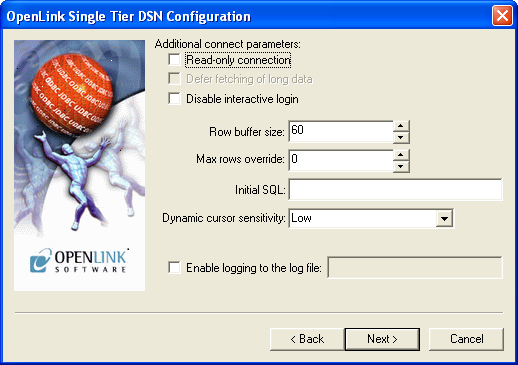 OpenLink Single Tier DSN Configuration
Additional connect parameters:
Read-only connection
Defer fetching of long data
Disable interactive login
Row buffer size: 60
Max rows override: 0
Initial SQL:
Dynamic cursor sensitivity: Low
Enable logging to the log file:
OPENLINK
SOFTWARE
< Back Next > Cancel